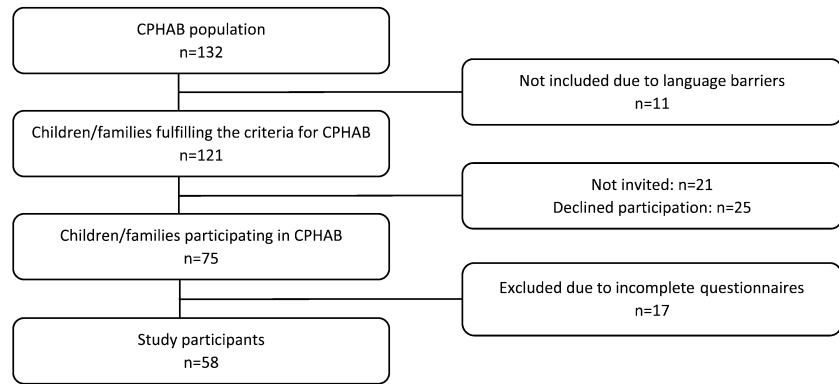 CPHAB population
n=132
Not included due to language barriers
n=11
Children/families fulfilling the criteria for CPHAB
n=121
Not invited: n=21
Declined participation: n=25
Children/families participating in CPHAB
n=75
Excluded due to incomplete questionnaires
n=17
Study participants
n=58